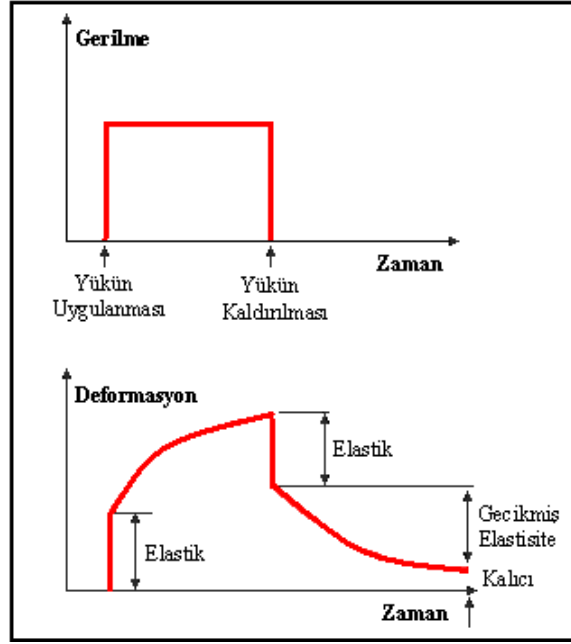 Gerilme
Zaman
Yükün
Uygulanması
Yükün
Kaldırılması
Deformasyon
Elastik
Elastik
Gecikmiş
Elastisite
Kalıcı
Zaman